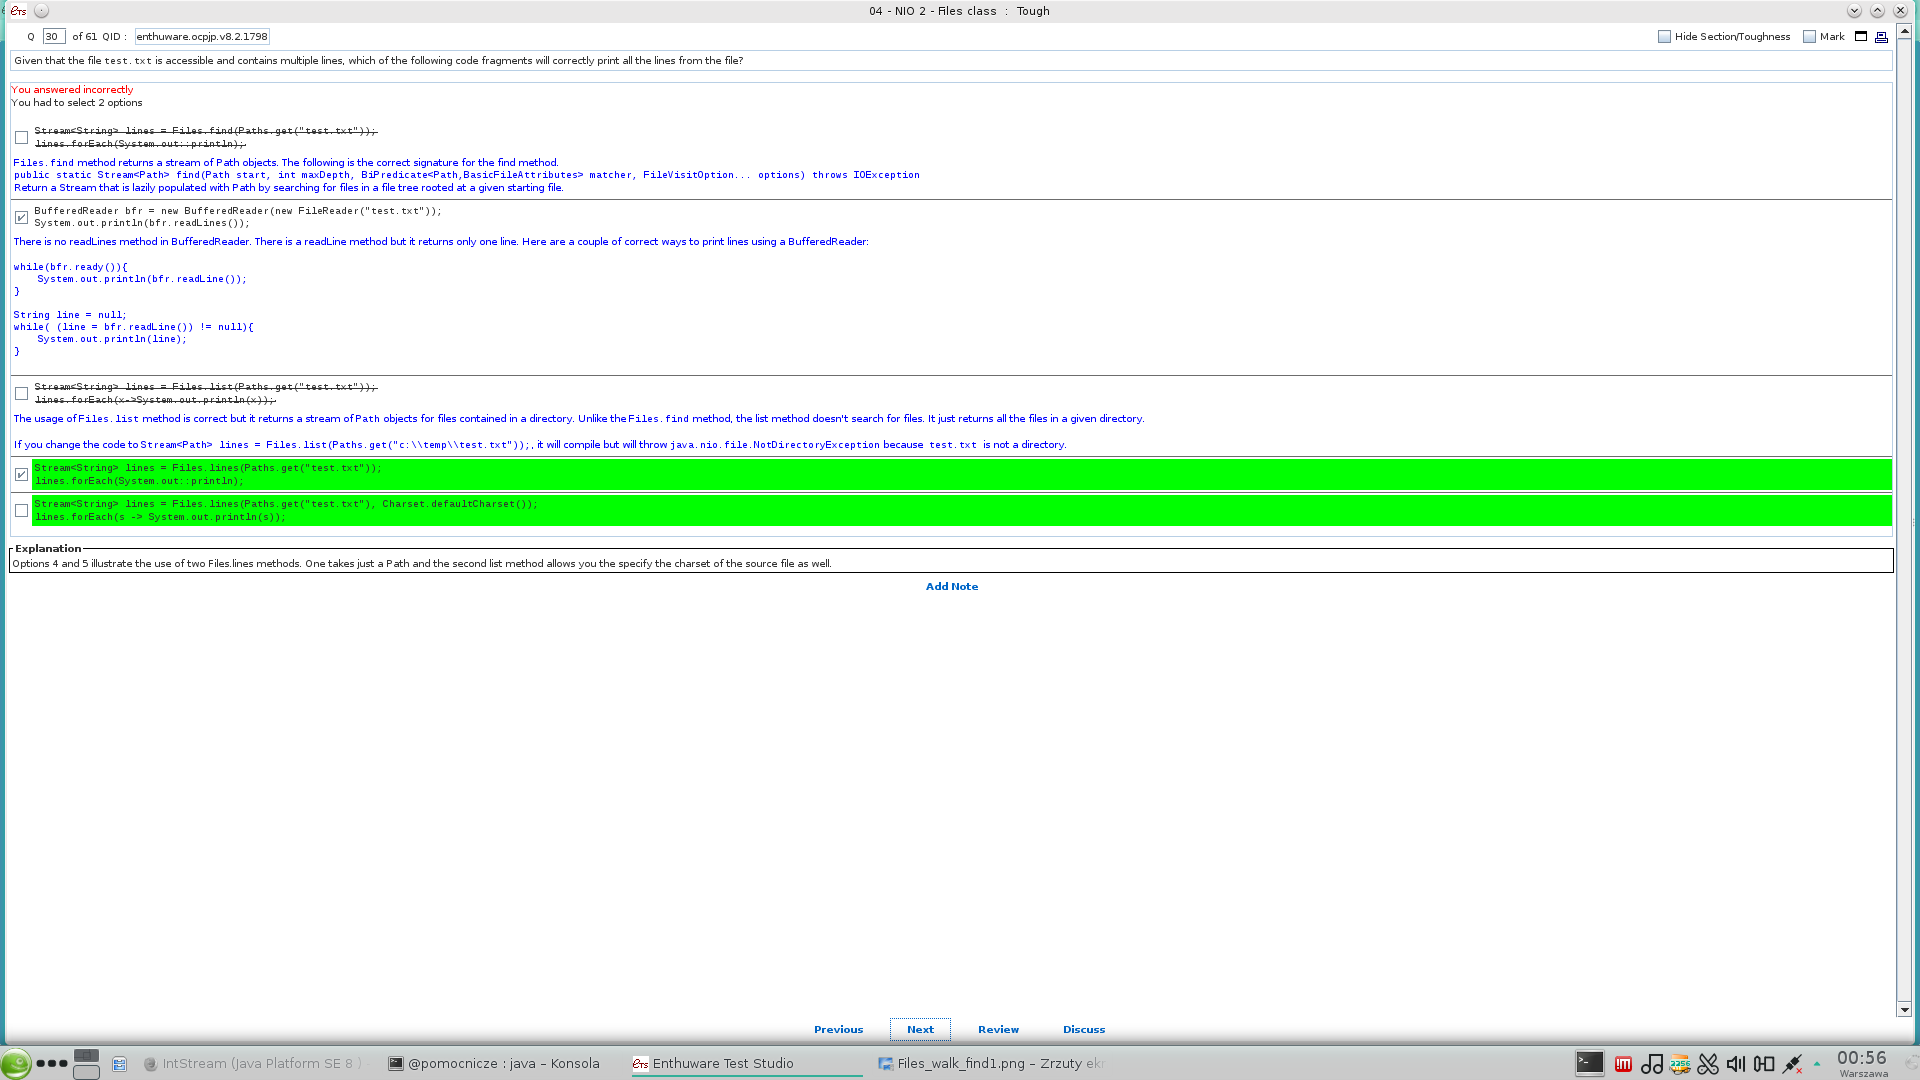 ETS
04 - NIO 2 - Files class : Tough
Q 30 of 61 QID : enthuware.ocpjp.v8.2.1798
Hide Section/Toughness Mark
Given that the file test.txt is accessible and contains multiple lines, which of the following code fragments will correctly print all the lines from the file?
You answered incorrectly
You had to select 2 options
Stream<String> lines = Files.find(Paths.get("test.txt"));
lines.forEach(System.out::println);
Files.find method returns a stream of Path objects. The following is the correct signature for the find method.
public static Stream<Path> find(Path start, int maxDepth, BiPredicate<Path,BasicFileAttributes> matcher, FileVisitOption... options) throws IOException
Return a Stream that is lazily populated with Path by searching for files in a file tree rooted at a given starting file.
BufferedReader bfr = new BufferedReader(new FileReader("test.txt"));
System.out.println(bfr.readLines());
There is no readLines method in BufferedReader. There is a readLine method but it returns only one line. Here are a couple of correct ways to print lines using a BufferedReader:
while(bfr.ready()){
System.out.println(bfr.readLine());
}
String line = null;
while( (line = bfr.readLine()) != null){
System.out.println(line);
}
Stream<String> lines = Files.list(Paths.get("test.txt"));
lines.forEach(x->System.out.println(x));
The usage of Files.list method is correct but it returns a stream of Path objects for files contained in a directory. Unlike the Files.find method, the list method doesn't search for files. It just returns all the files in a given directory.
If you change the code to Stream<Path> lines = Files.list(Paths.get("c:\\temp\\test.txt"));, it will compile but will throw java.nio.file.NotDirectoryException because test.txt is not a directory.
Stream<String> lines = Files.lines(Paths.get("test.txt"));
lines.forEach(System.out::println);
Stream<String> lines = Files.lines(Paths.get("test.txt"), Charset.defaultCharset());
lines.forEach(s -> System.out.println(s));
Explanation
Options 4 and 5 illustrate the use of two Files.lines methods. One takes just a Path and the second list method allows you the specify the charset of the source file as well.
Add Note
Previous Next Review Discuss
IntStream (Java Platform SE 8 ) @pomocnicze : java – Konsola ETS Enthuware Test Studio Files_walk_find1.png – Zrzuty 00:56
Warszawa